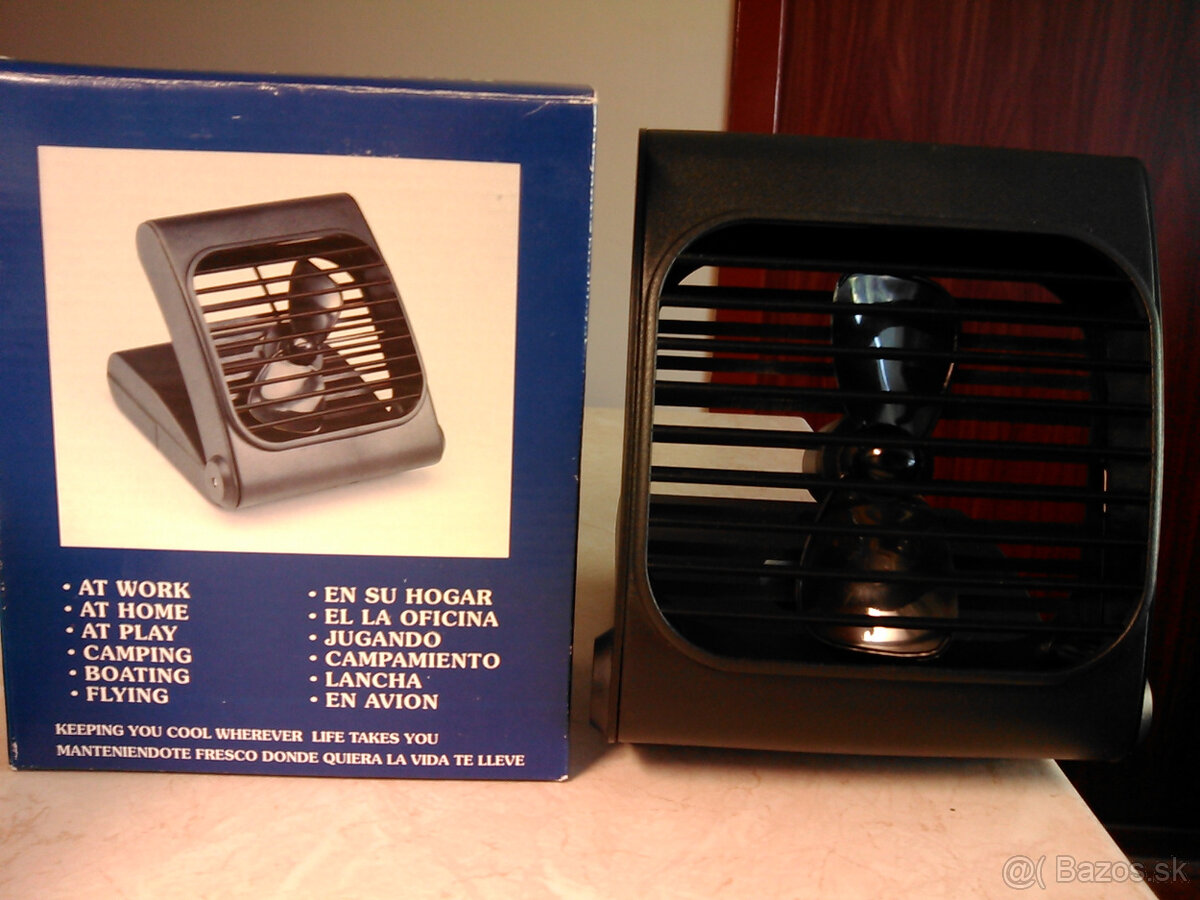 • AT WORK
• AT HOME
• AT PLAY
• CAMPING
• BOATING
• FLYING
• EN SU HOGAR
• EL LA OFICINA
• JUGANDO
• CAMPAMIENTO
• LANCHA
• EN AVION
KEEPING YOU COOL WHEREVER LIFE TAKES YOU
MANTENIENDOTE FRESCO DONDE QUIERA LA VIDA TE LLEVE
@( Bazos.sk